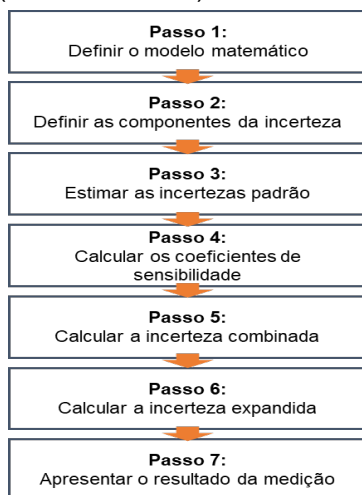 Passo 1:
Definir o modelo matemático
Passo 2:
Definir as componentes da incerteza
Passo 3:
Estimar as incertezas padrão
Passo 4:
Calcular os coeficientes de
sensibilidade
Passo 5:
Calcular a incerteza combinada
Passo 6:
Calcular a incerteza expandida
Passo 7:
Apresentar o resultado da medição